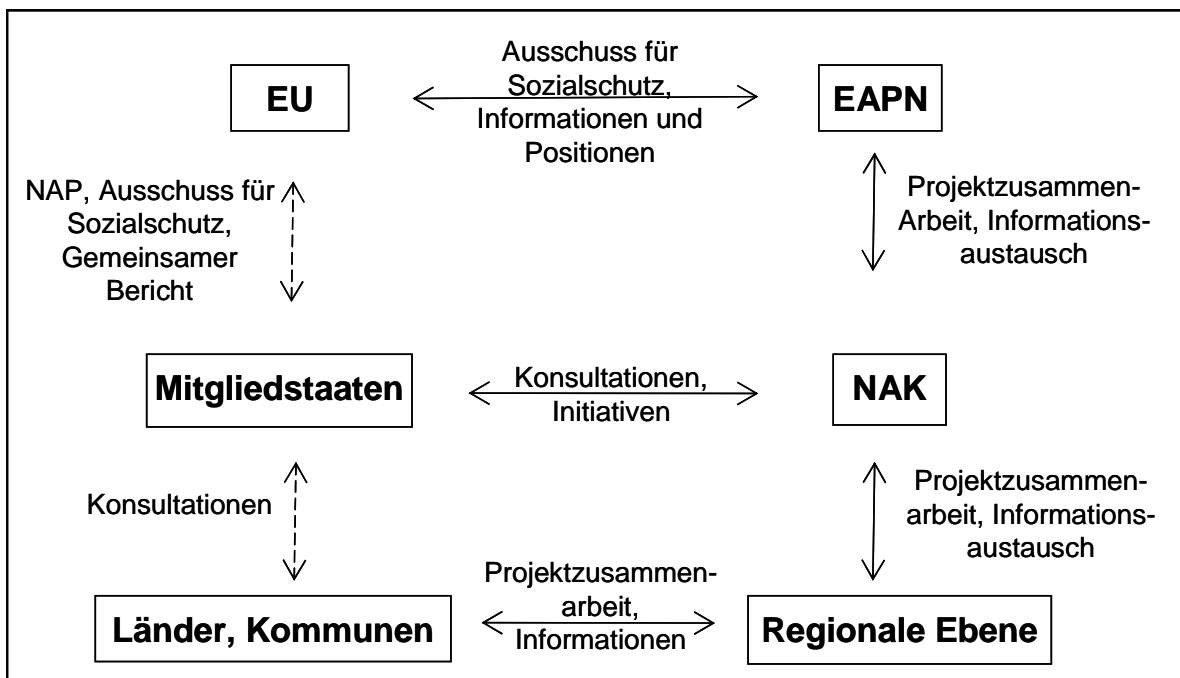 EU
Ausschuss für
Sozialschutz,
Informationen und
Positionen
EAPN
NAP, Ausschuss für
Sozialschutz,
Gemeinsamer
Bericht
Projektzusammen-
Arbeit, Informations-
austausch
Mitgliedstaaten
Konsultationen,
Initiativen
NAK
Konsultationen
Projektzusammen-
arbeit, Informations-
austausch
Länder, Kommunen
Projektzusammen-
arbeit,
Informationen
Regionale Ebene